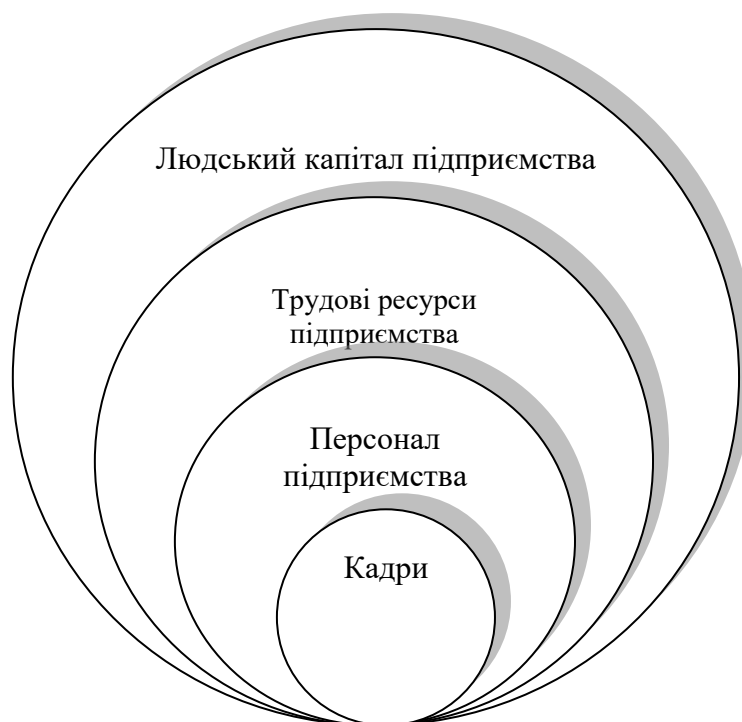 Людський капітал підприємства
Трудові ресурси
підприємства
Персонал
підприємства
Кадри